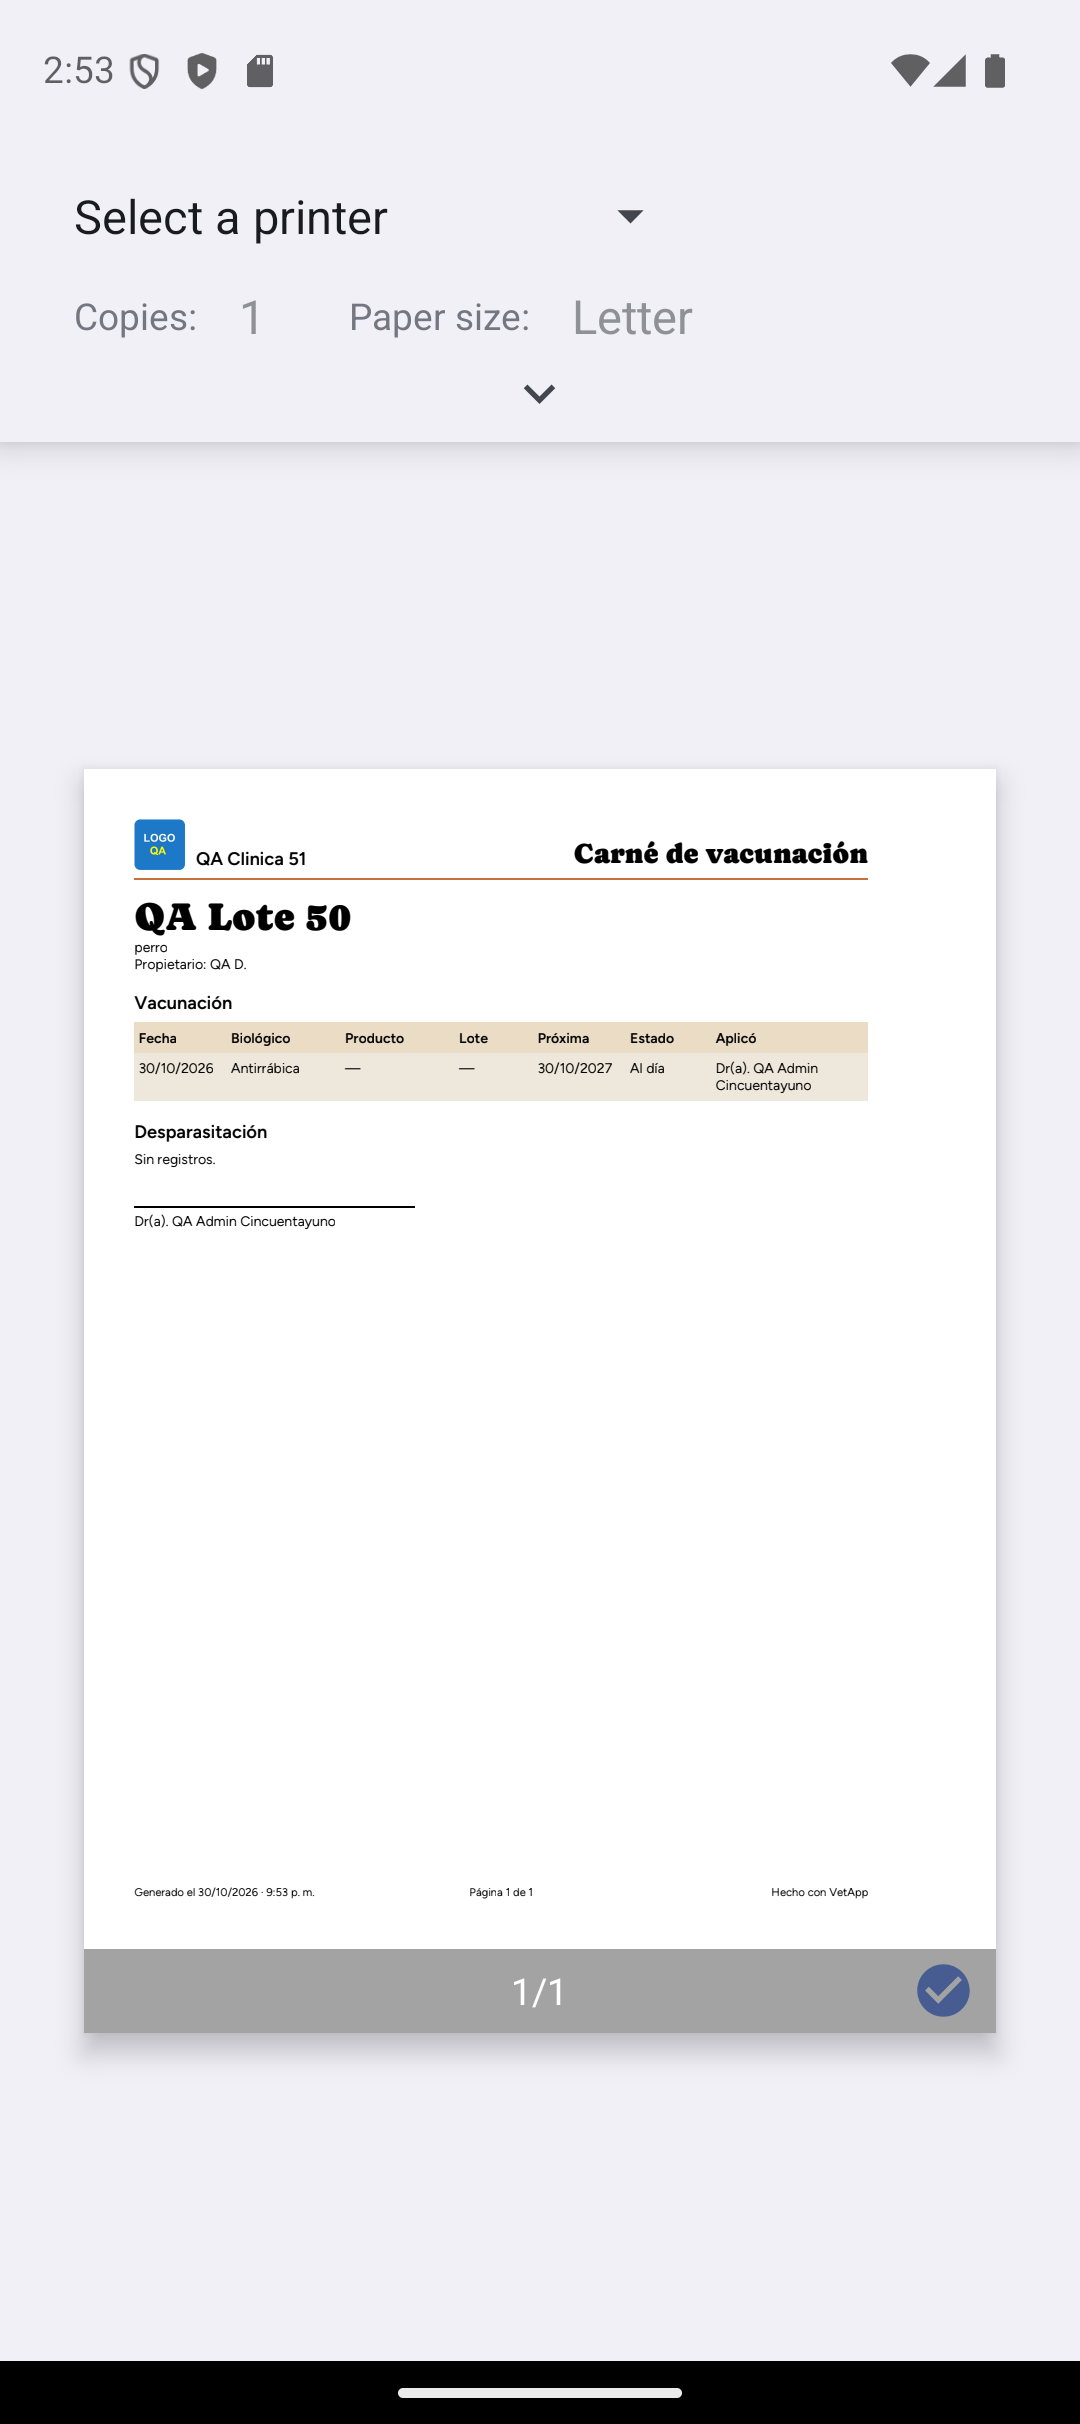 2:53
Select a printer
Copies: 1 Paper size: Letter
LOGO
QA
QA Clinica 51
Carné de vacunación
QA Lote 50
perro
Propietario: QA D.
Vacunación
Fecha Biológico Producto Lote Próxima Estado Aplicó
30/10/2026 Antirrábica — — 30/10/2027 Al día Dr(a). QA Admin
Cincuentayuno
Desparasitación
Sin registros.
Dr(a). QA Admin Cincuentayuno
Generado el 30/10/2026 · 9:53 p. m. Página 1 de 1 Hecho con VetApp
1/1